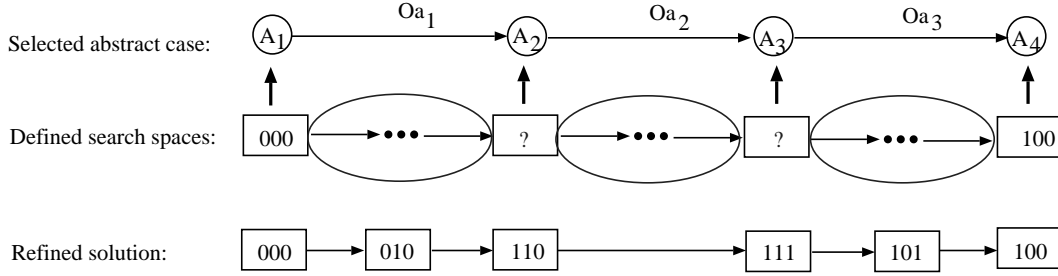 Oa1 Oa2 Oa3
Selected abstract case: A1 A2 A3 A4
Defined search spaces: 000 ••• ? ••• ? ••• 100
Refined solution: 000 010 110 111 101 100